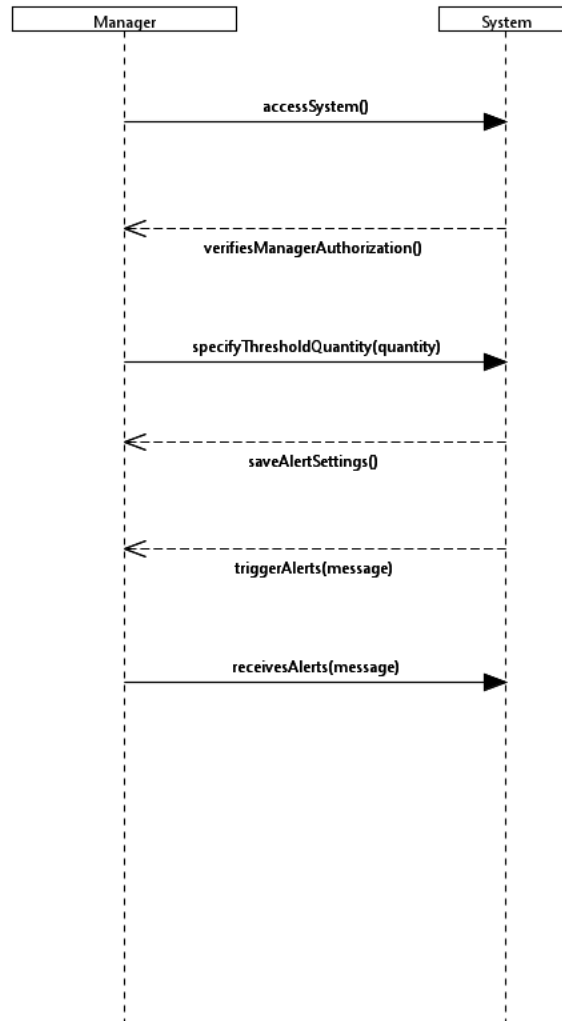 Manager
System
accessSystem()
verifiesManagerAuthorization()
specifyThresholdQuantity(quantity)
saveAlertSettings()
triggerAlerts(message)
receivesAlerts(message)